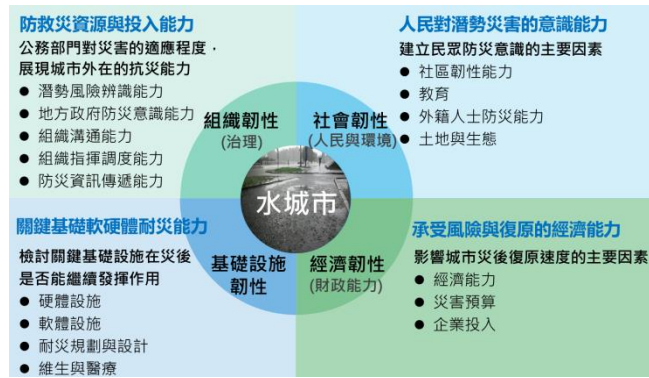 防救災資源與投入能力
公務部門對災害的適應程度，
展現城市外在的抗災能力
● 潛勢風險辨識能力
● 地方政府防災意識能力
● 組織溝通能力
● 組織指揮調度能力
● 防災資訊傳遞能力
組織韌性
(治理)
人民對潛勢災害的意識能力
建立民眾防災意識的主要因素
● 社區韌性能力
● 教育
● 外籍人士防災能力
● 土地與生態
社會韌性
(人民與環境)
水城市
關鍵基礎軟硬體耐災能力
檢討關鍵基礎設施在災後
是否能繼續發揮作用
● 硬體設施
● 軟體設施
● 耐災規劃與設計
● 維生與醫療
基礎設施
韌性
經濟韌性
(財政能力)
承受風險與復原的經濟能力
影響城市災後復原速度的主要因素
● 經濟能力
● 災害預算
● 企業投入